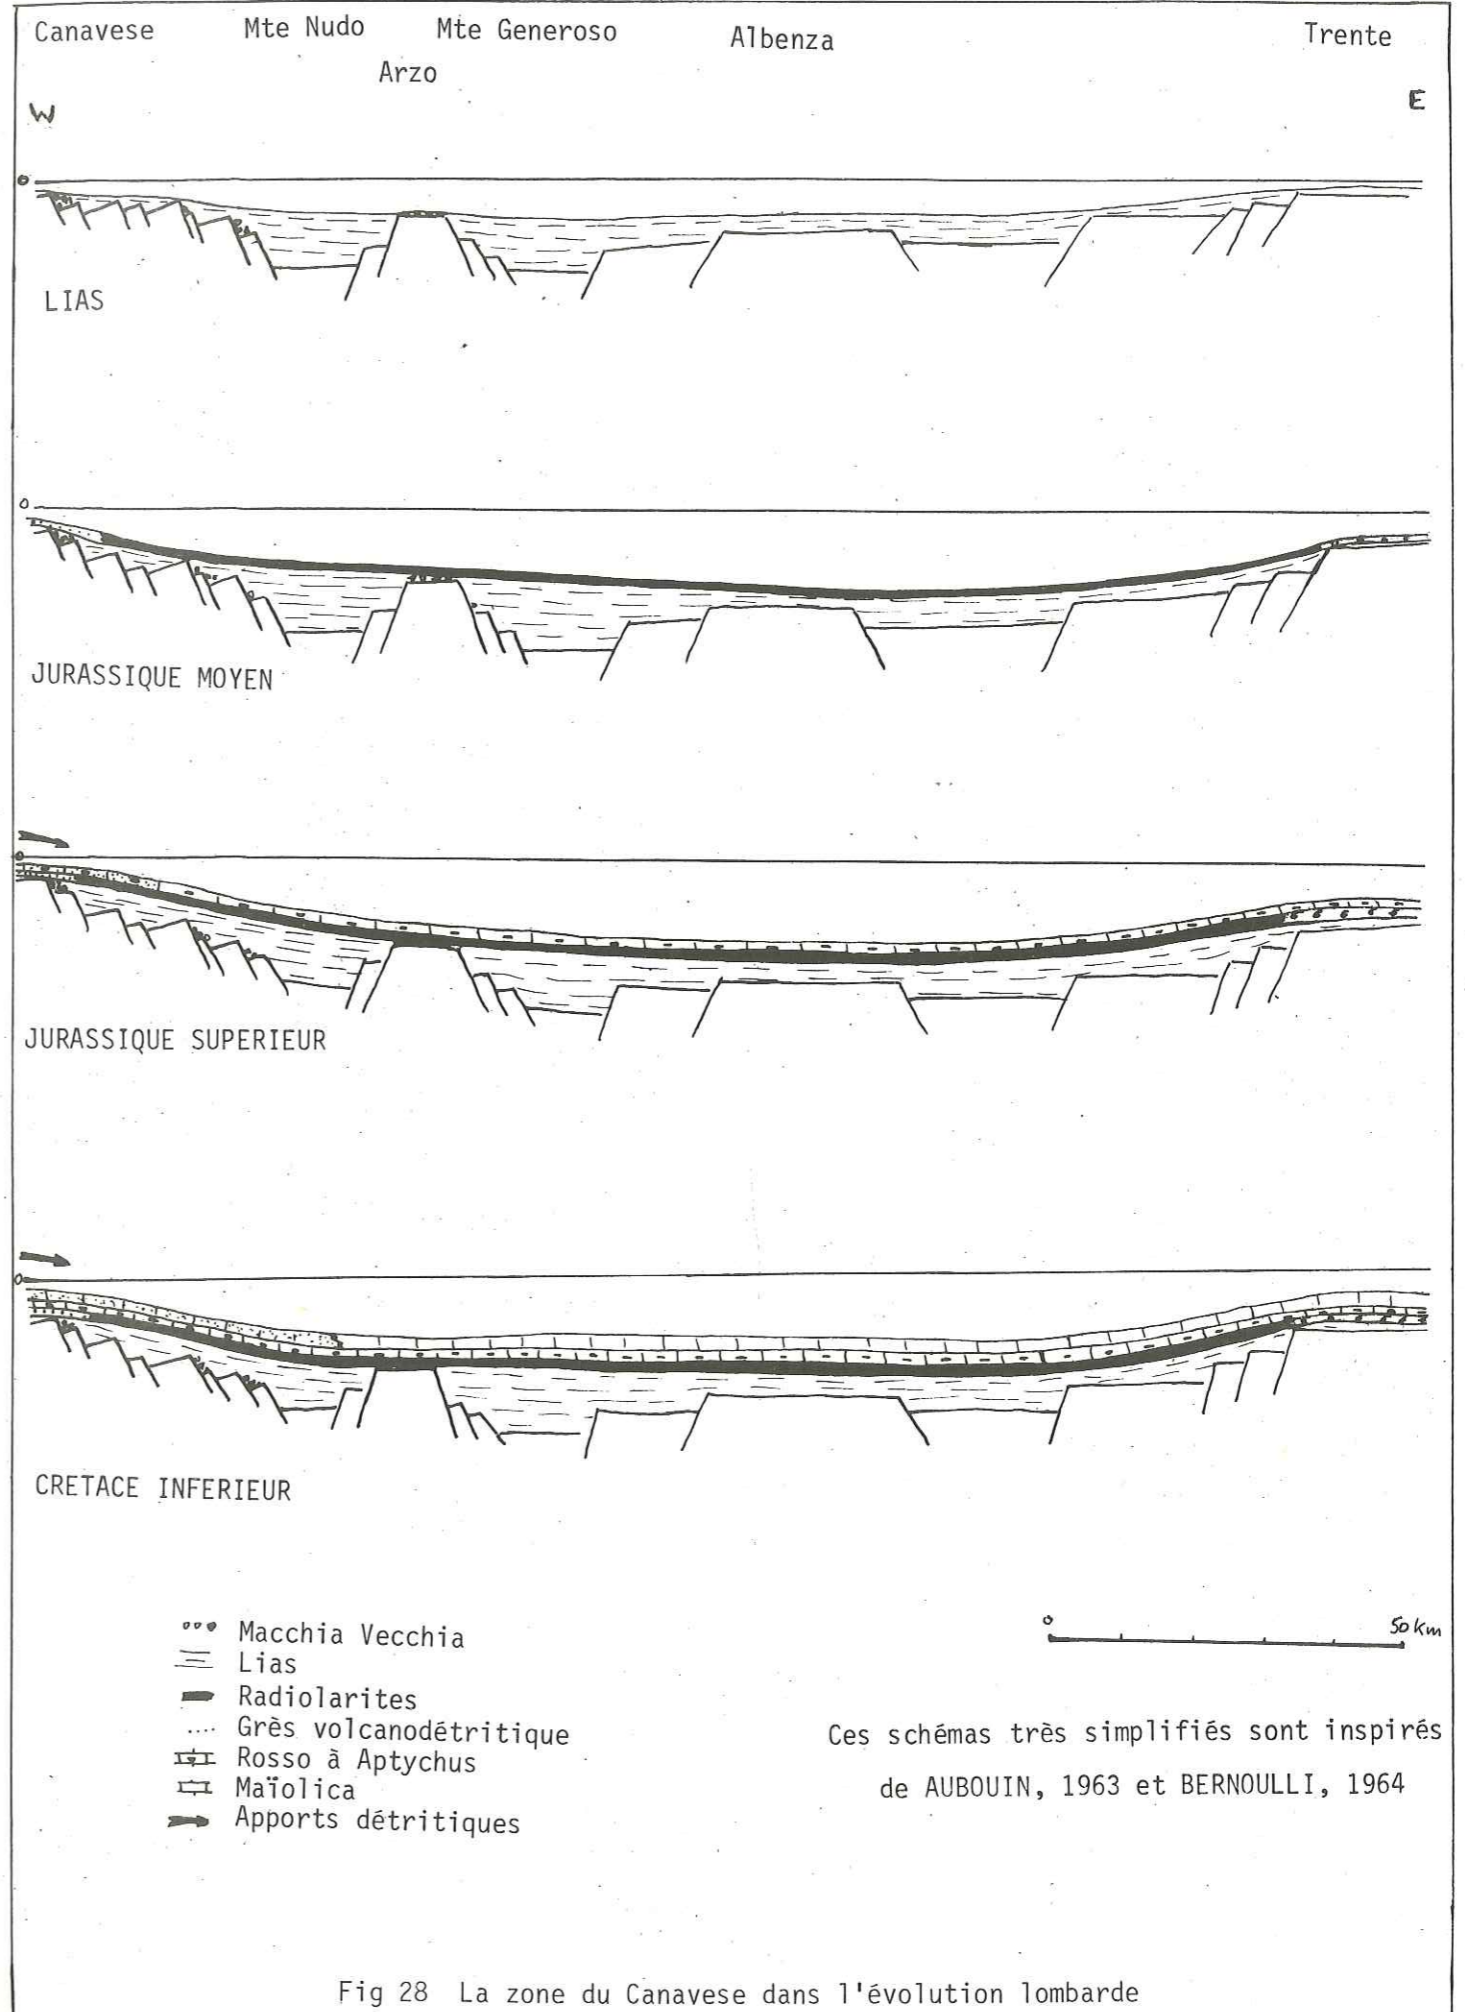 Canavese Mte Nudo Mte Generoso Albenza Trente
Arzo
W E
0
LIAS
0
JURASSIQUE MOYEN
0
JURASSIQUE SUPERIEUR
0
CRETACE INFERIEUR
Macchia Vecchia
Lias
Radiolarites
Grès volcanodétritique
Rosso à Aptychus
Maïolica
Apports détritiques
0 50 km
Ces schémas très simplifiés sont inspirés
de AUBOUIN, 1963 et BERNOULLI, 1964
Fig 28 La zone du Canavese dans l'évolution lombarde